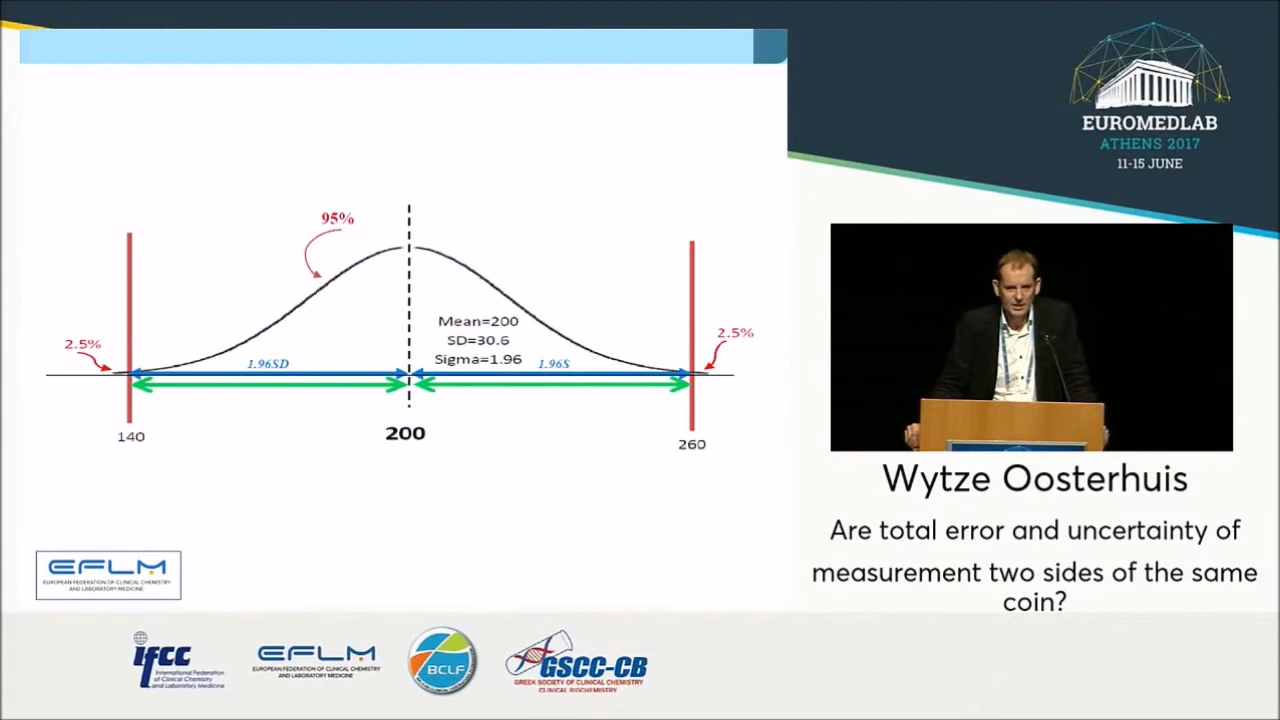 EUROMEDLAB
ATHENS 2017
11-15 JUNE
95%
Mean=200
SD=30.6
Sigma=1.96
2.5%
1.96SD
1.96S
2.5%
140
200
260
EFLM
EUROPEAN FEDERATION OF CLINICAL CHEMISTRY
AND LABORATORY MEDICINE
Wytze Oosterhuis
Are total error and uncertainty of
measurement two sides of the same
coin?
ifcc
International Federation
of Clinical Chemistry
and Laboratory Medicine
EFLM
EUROPEAN FEDERATION OF CLINICAL CHEMISTRY
AND LABORATORY MEDICINE
BCLF
GSCC-CB
GREEK SOCIETY OF CLINICAL CHEMISTRY
CLINICAL BIOCHEMISTRY